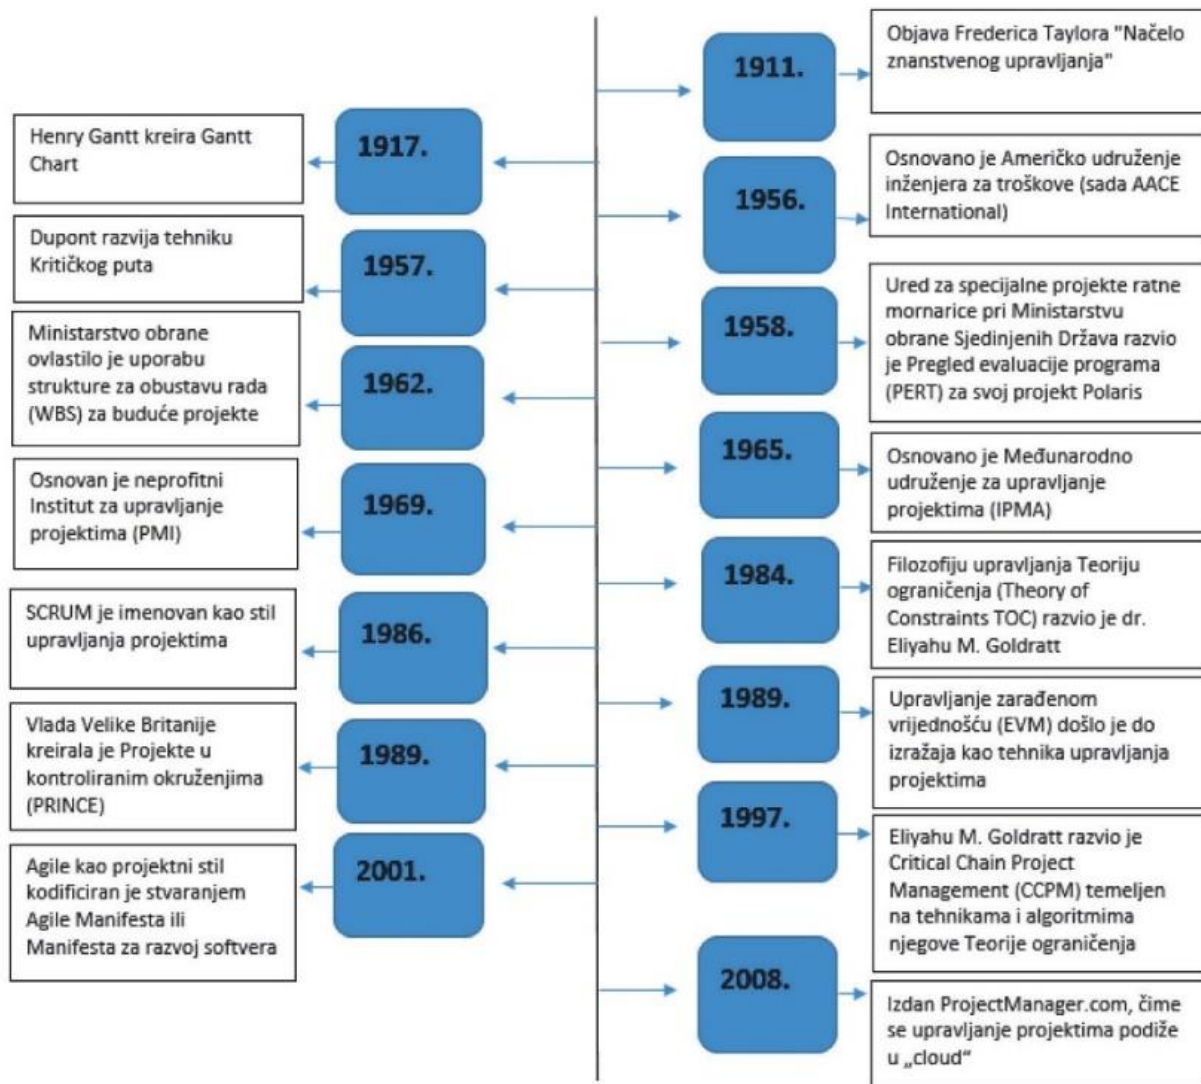 1911.
Objava Frederica Taylora "Načelo
znanstvenog upravljanja"
1917.
Henry Gantt kreira Gantt
Chart
1956.
Osnovano je Američko udruženje
inženjera za troškove (sada AACE
International)
1957.
Dupont razvija tehniku
Kritičkog puta
1958.
Ured za specijalne projekte ratne
mornarice pri Ministarstvu
obrane Sjedinjenih Država razvio
je Pregled evaluacije programa
(PERT) za svoj projekt Polaris
1962.
Ministarstvo obrane
ovlastilo je uporabu
strukture za obustavu rada
(WBS) za buduće projekte
1965.
Osnovano je Međunarodno
udruženje za upravljanje
projektima (IPMA)
1969.
Osnovan je neprofitni
Institut za upravljanje
projektima (PMI)
1984.
Filozofiju upravljanja Teoriju
ograničenja (Theory of
Constraints TOC) razvio je dr.
Eliyahu M. Goldratt
1986.
SCRUM je imenovan kao stil
upravljanja projektima
1989.
Upravljanje zarađenom
vrijednošću (EVM) došlo je do
izražaja kao tehnika upravljanja
projektima
1989.
Vlada Velike Britanije
kreirala je Projekte u
kontroliranim okruženjima
(PRINCE)
1997.
Eliyahu M. Goldratt razvio je
Critical Chain Project
Management (CCPM) temeljen
na tehnikama i algoritmima
njegove Teorije ograničenja
2001.
Agile kao projektni stil
kodificiran je stvaranjem
Agile Manifesta ili
Manifesta za razvoj softvera
2008.
Izdan ProjectManager.com, čime
se upravljanje projektima podiže
u „cloud“